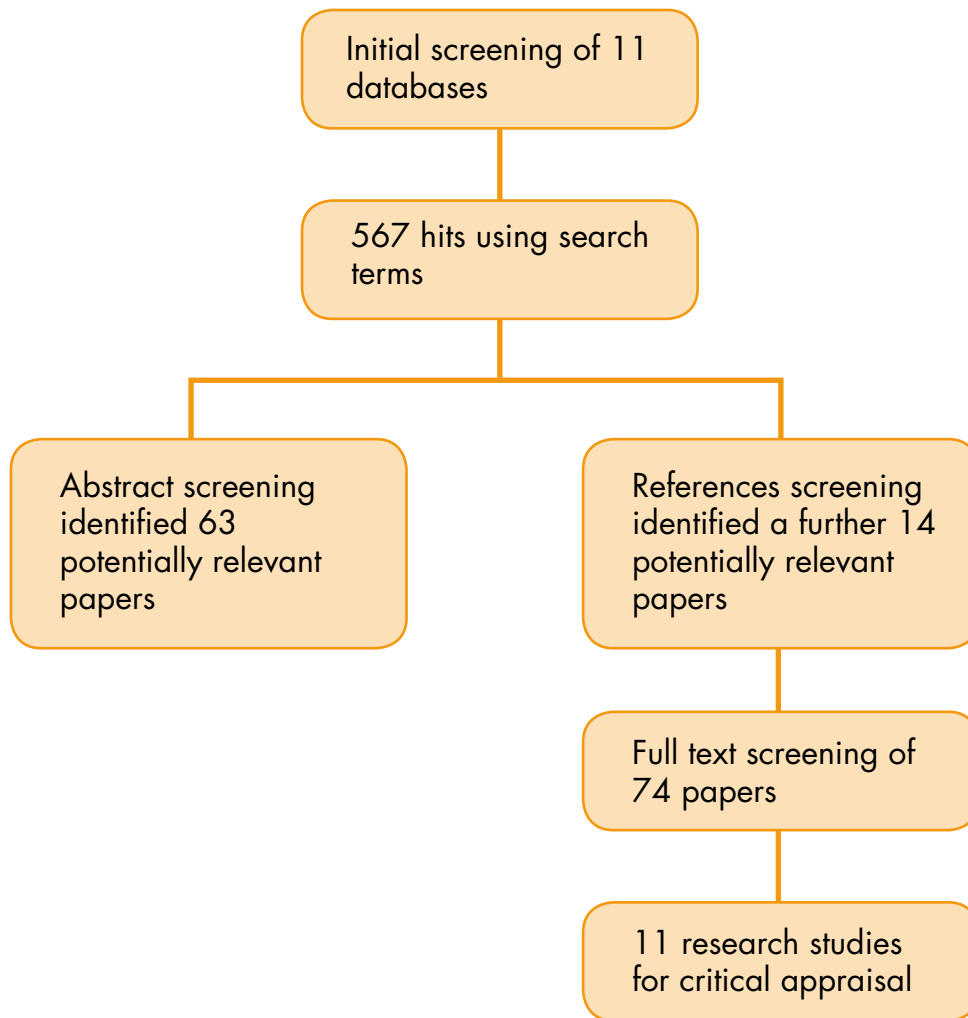 Initial screening of 11
databases
567 hits using search
terms
Abstract screening
identified 63
potentially relevant
papers
References screening
identified a further 14
potentially relevant
papers
Full text screening of
74 papers
11 research studies
for critical appraisal